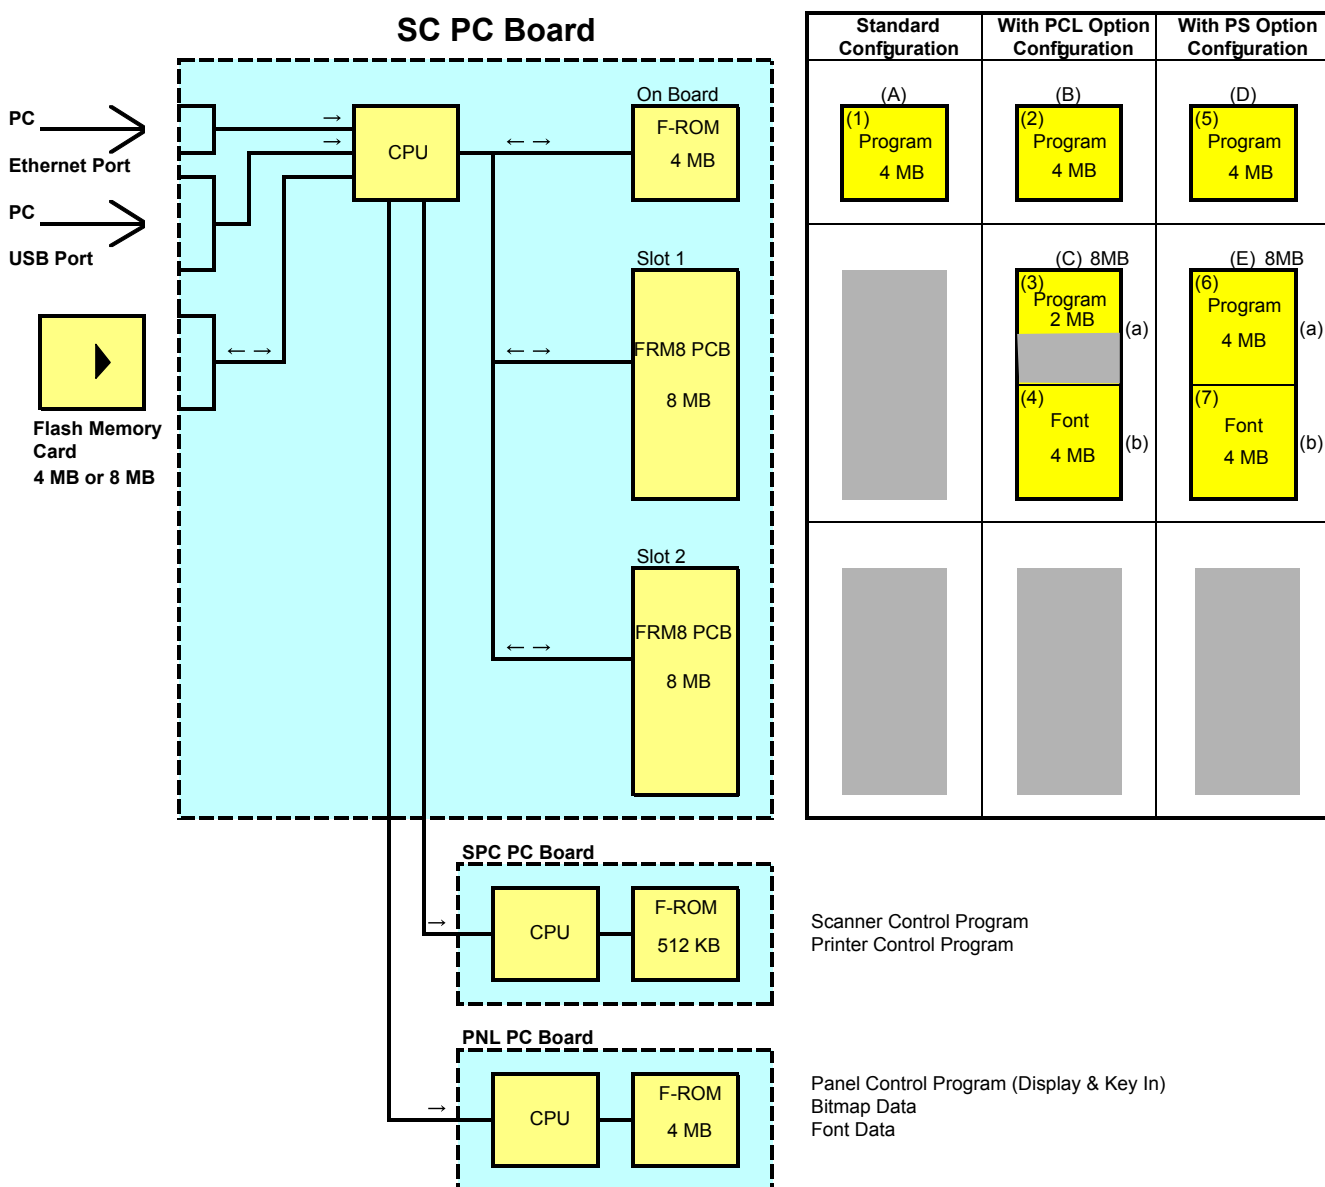 SC PC Board
PC
Ethernet Port
PC
USB Port
Flash Memory
Card
4 MB or 8 MB
→
→
← →
CPU
← →
On Board
F-ROM
4 MB
Slot 1
← →
FRM8 PCB
8 MB
Slot 2
← →
FRM8 PCB
8 MB
Standard
Configuration
With PCL Option
Configuration
With PS Option
Configuration
(A)
(1)
Program
4 MB
(B)
(2)
Program
4 MB
(D)
(5)
Program
4 MB
(C) 8MB
(3)
Program
2 MB
(a)
(4)
Font
4 MB
(b)
(E) 8MB
(6)
Program
4 MB
(a)
(7)
Font
4 MB
(b)
SPC PC Board
→
CPU
F-ROM
512 KB
Scanner Control Program
Printer Control Program
PNL PC Board
→
CPU
F-ROM
4 MB
Panel Control Program (Display & Key In)
Bitmap Data
Font Data